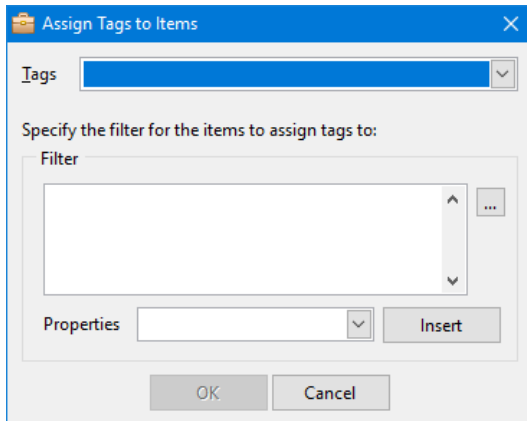 Assign Tags to Items
Tags
Specify the filter for the items to assign tags to:
Filter
...
Properties
Insert
OK
Cancel